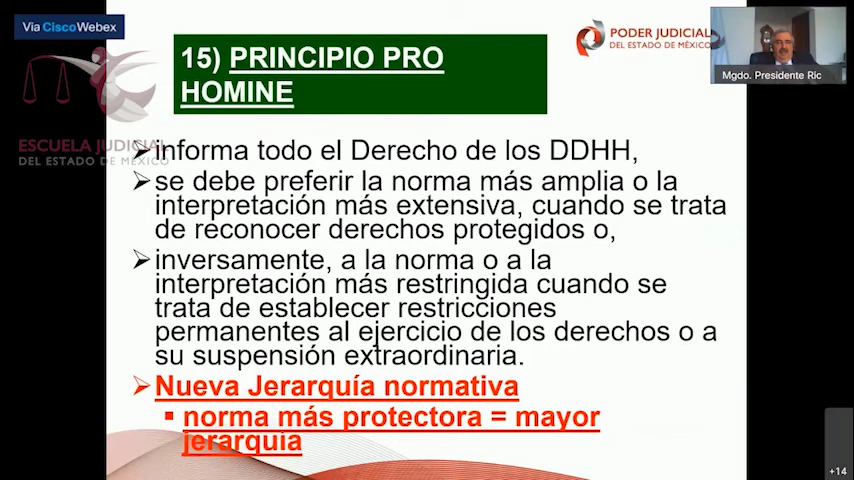 Vía CiscoWebex
15) PRINCIPIO PRO
HOMINE
PODER JUDICIAL
DEL ESTADO DE MÉXICO
Mgdo. Presidente Ric
ESCUELA JUDICIAL
DEL ESTADO DE MÉXICO
informa todo el Derecho de los DDHH,
se debe preferir la norma más amplia o la
interpretación más extensiva, cuando se trata
de reconocer derechos protegidos o,
inversamente, a la norma o a la
interpretación más restringida cuando se
trata de establecer restricciones
permanentes al ejercicio de los derechos o a
su suspensión extraordinaria.
Nueva Jerarquía normativa
norma más protectora = mayor
jerarquía
+14